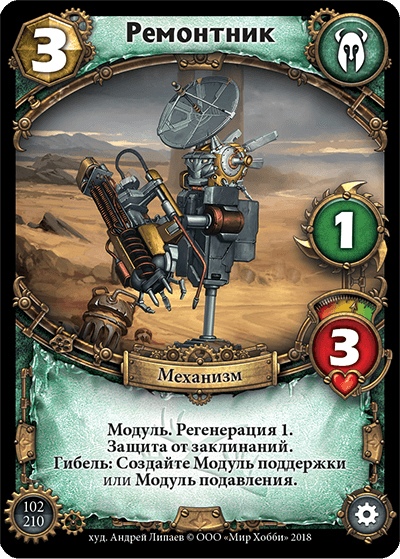 3
Ремонтник
1
3
Механизм
Модуль. Регенерация 1.
Защита от заклинаний.
Гибель: Создайте Модуль поддержки
или Модуль подавления.
102
210
худ. Андрей Липаев © ООО «Мир Хобби» 2018